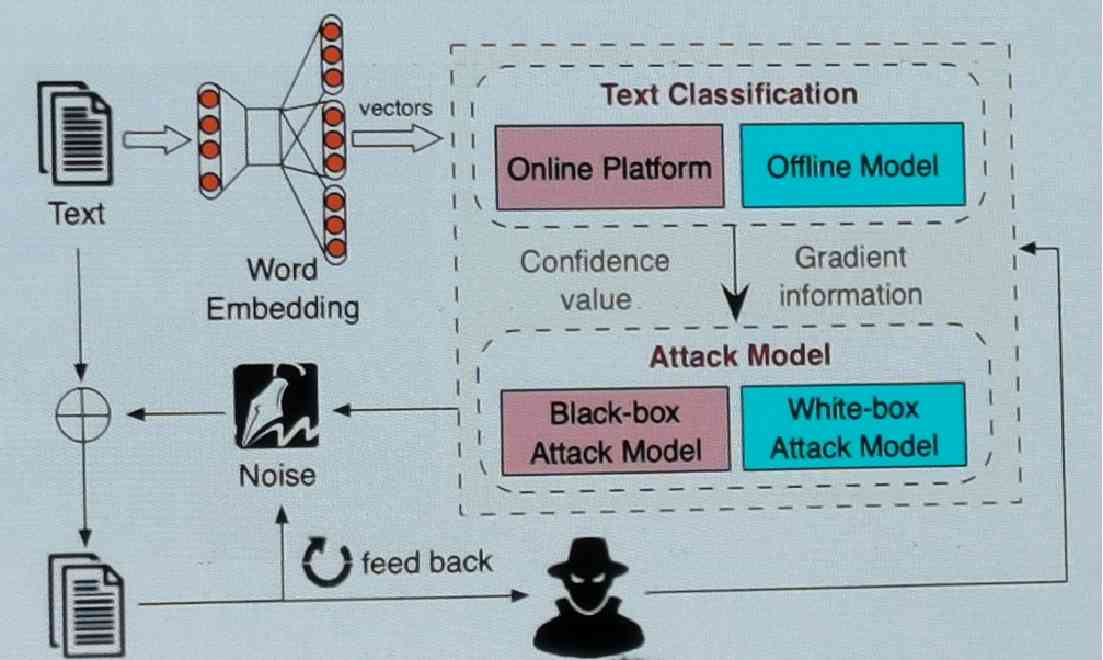 Text
Word
Embedding
vectors
Text Classification
Online Platform
Offline Model
Confidence
value
Gradient
information
Attack Model
Black-box
Attack Model
White-box
Attack Model
Noise
feed back